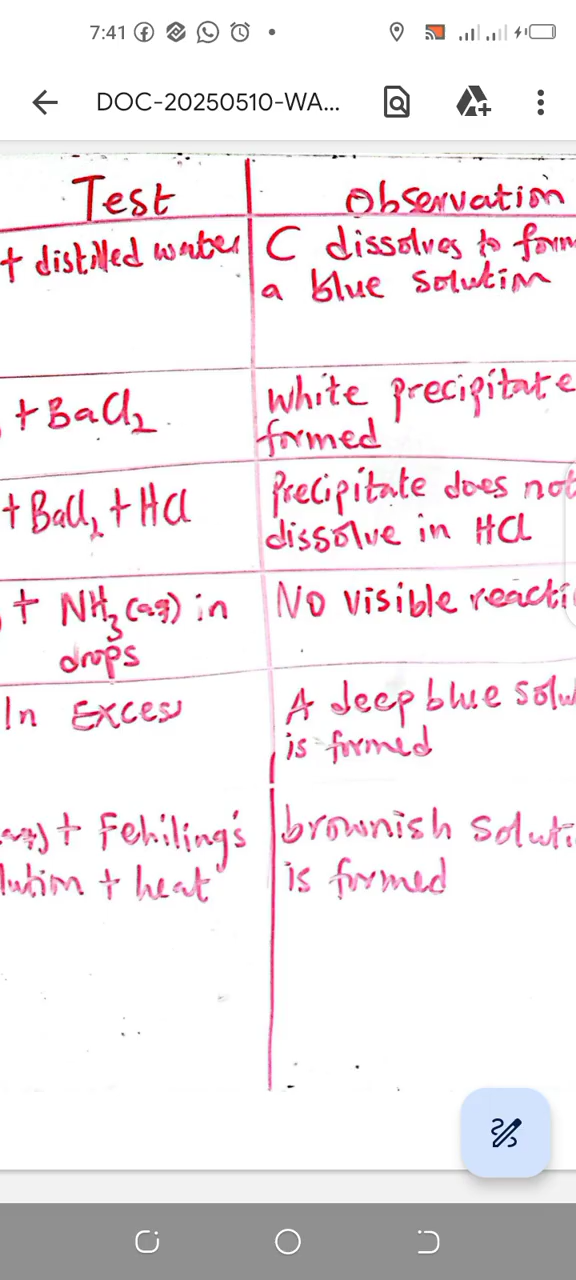 7:41
DOC-20250510-WA...
Test Observation
+ distilled water C dissolves to form
a blue solution
+ BaCl2 White precipitate
formed
+ BaCl2 + HCl Precipitate does not
dissolve in HCl
+ NH3(aq) in No visible reacti
drops
In Excess A deep blue solu
is formed
(aq) + Fehiling's brownish soluti
lution + heat is formed